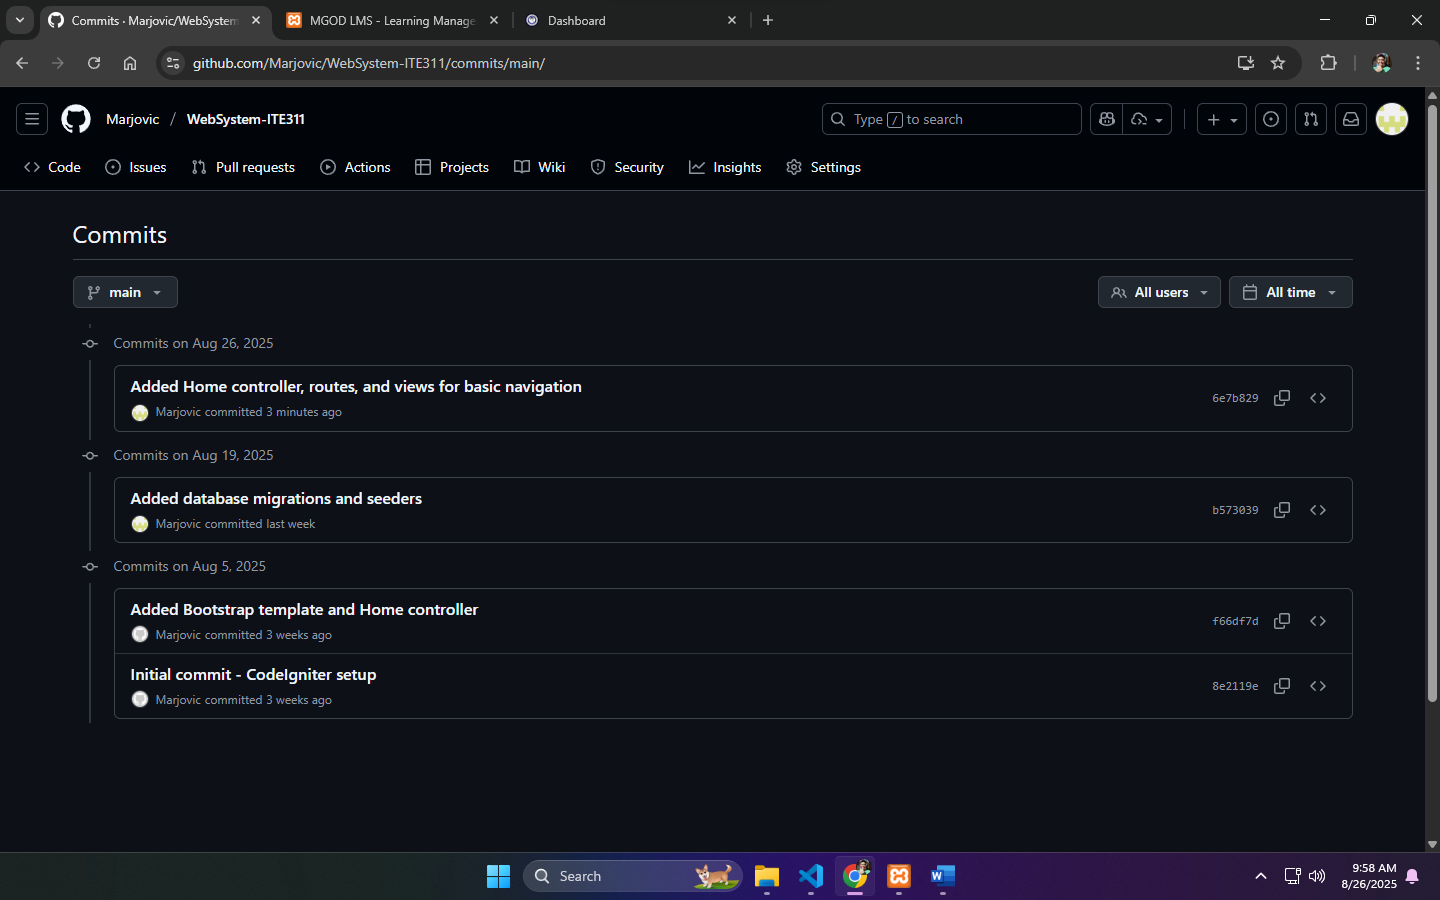 Commits · Marjovic/WebSystem
MGOD LMS - Learning Manage
Dashboard
github.com/Marjovic/WebSystem-ITE311/commits/main/
Marjovic / WebSystem-ITE311
Type / to search
Code
Issues
Pull requests
Actions
Projects
Wiki
Security
Insights
Settings
Commits
main
All users
All time
Commits on Aug 26, 2025
Added Home controller, routes, and views for basic navigation
6e7b829
Marjovic committed 3 minutes ago
Commits on Aug 19, 2025
Added database migrations and seeders
b573039
Marjovic committed last week
Commits on Aug 5, 2025
Added Bootstrap template and Home controller
f66df7d
Marjovic committed 3 weeks ago
Initial commit - CodeIgniter setup
8e2119e
Marjovic committed 3 weeks ago
Search
9:58 AM
8/26/2025